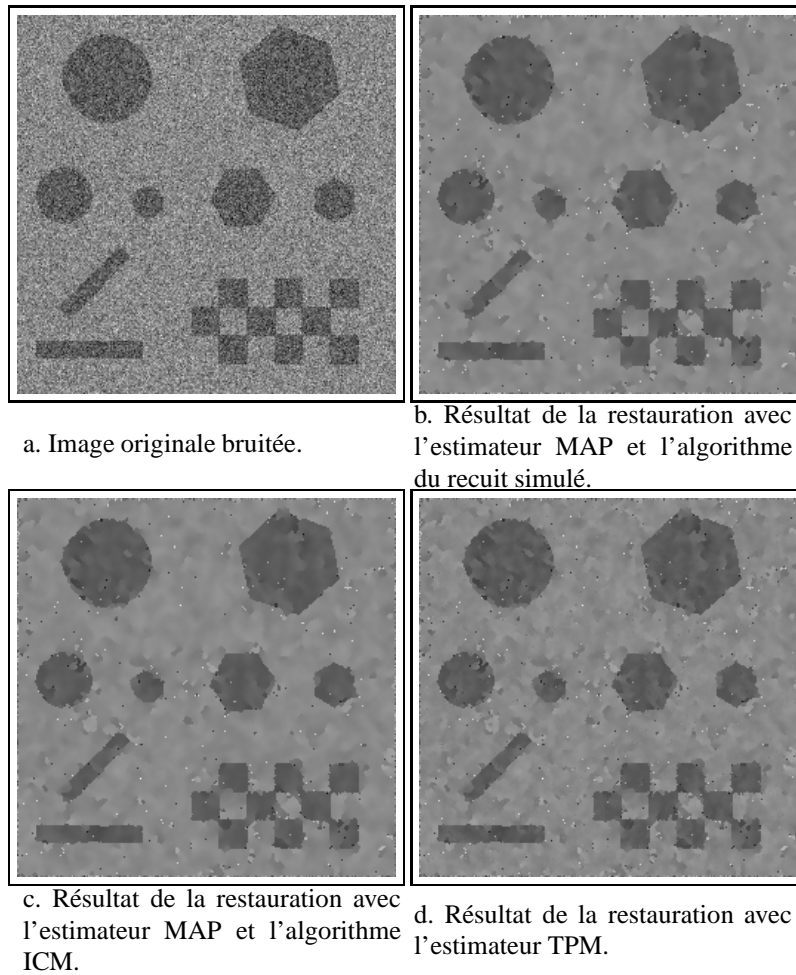 a. Image originale bruitée.
b. Résultat de la restauration avec
l'estimateur MAP et l'algorithme
du recuit simulé.
c. Résultat de la restauration avec
l'estimateur MAP et l'algorithme
ICM.
d. Résultat de la restauration avec
l'estimateur TPM.